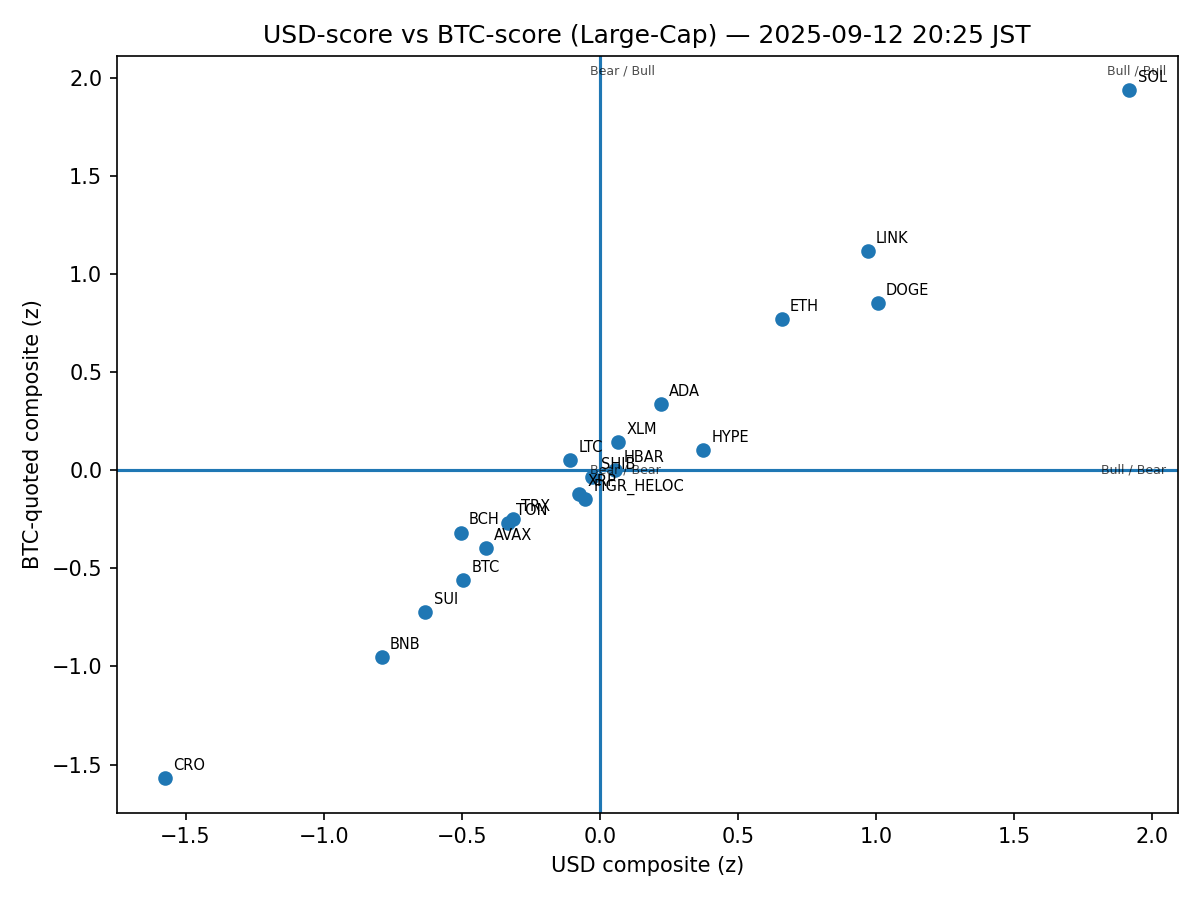 USD-score vs BTC-score (Large-Cap) — 2025-09-12 20:25 JST
Bear / Bull
Bull / Bull
SOL
LINK
DOGE
ETH
ADA
XLM
HYPE
LTC
HBAR
SHIB
Bear / Bear
Bull / Bear
XRP
FIGR_HELOC
TRX
TON
BCH
AVAX
BTC
SUI
BNB
CRO
2.0
1.5
1.0
0.5
0.0
−0.5
−1.0
−1.5
BTC-quoted composite (z)
−1.5
−1.0
−0.5
0.0
0.5
1.0
1.5
2.0
USD composite (z)